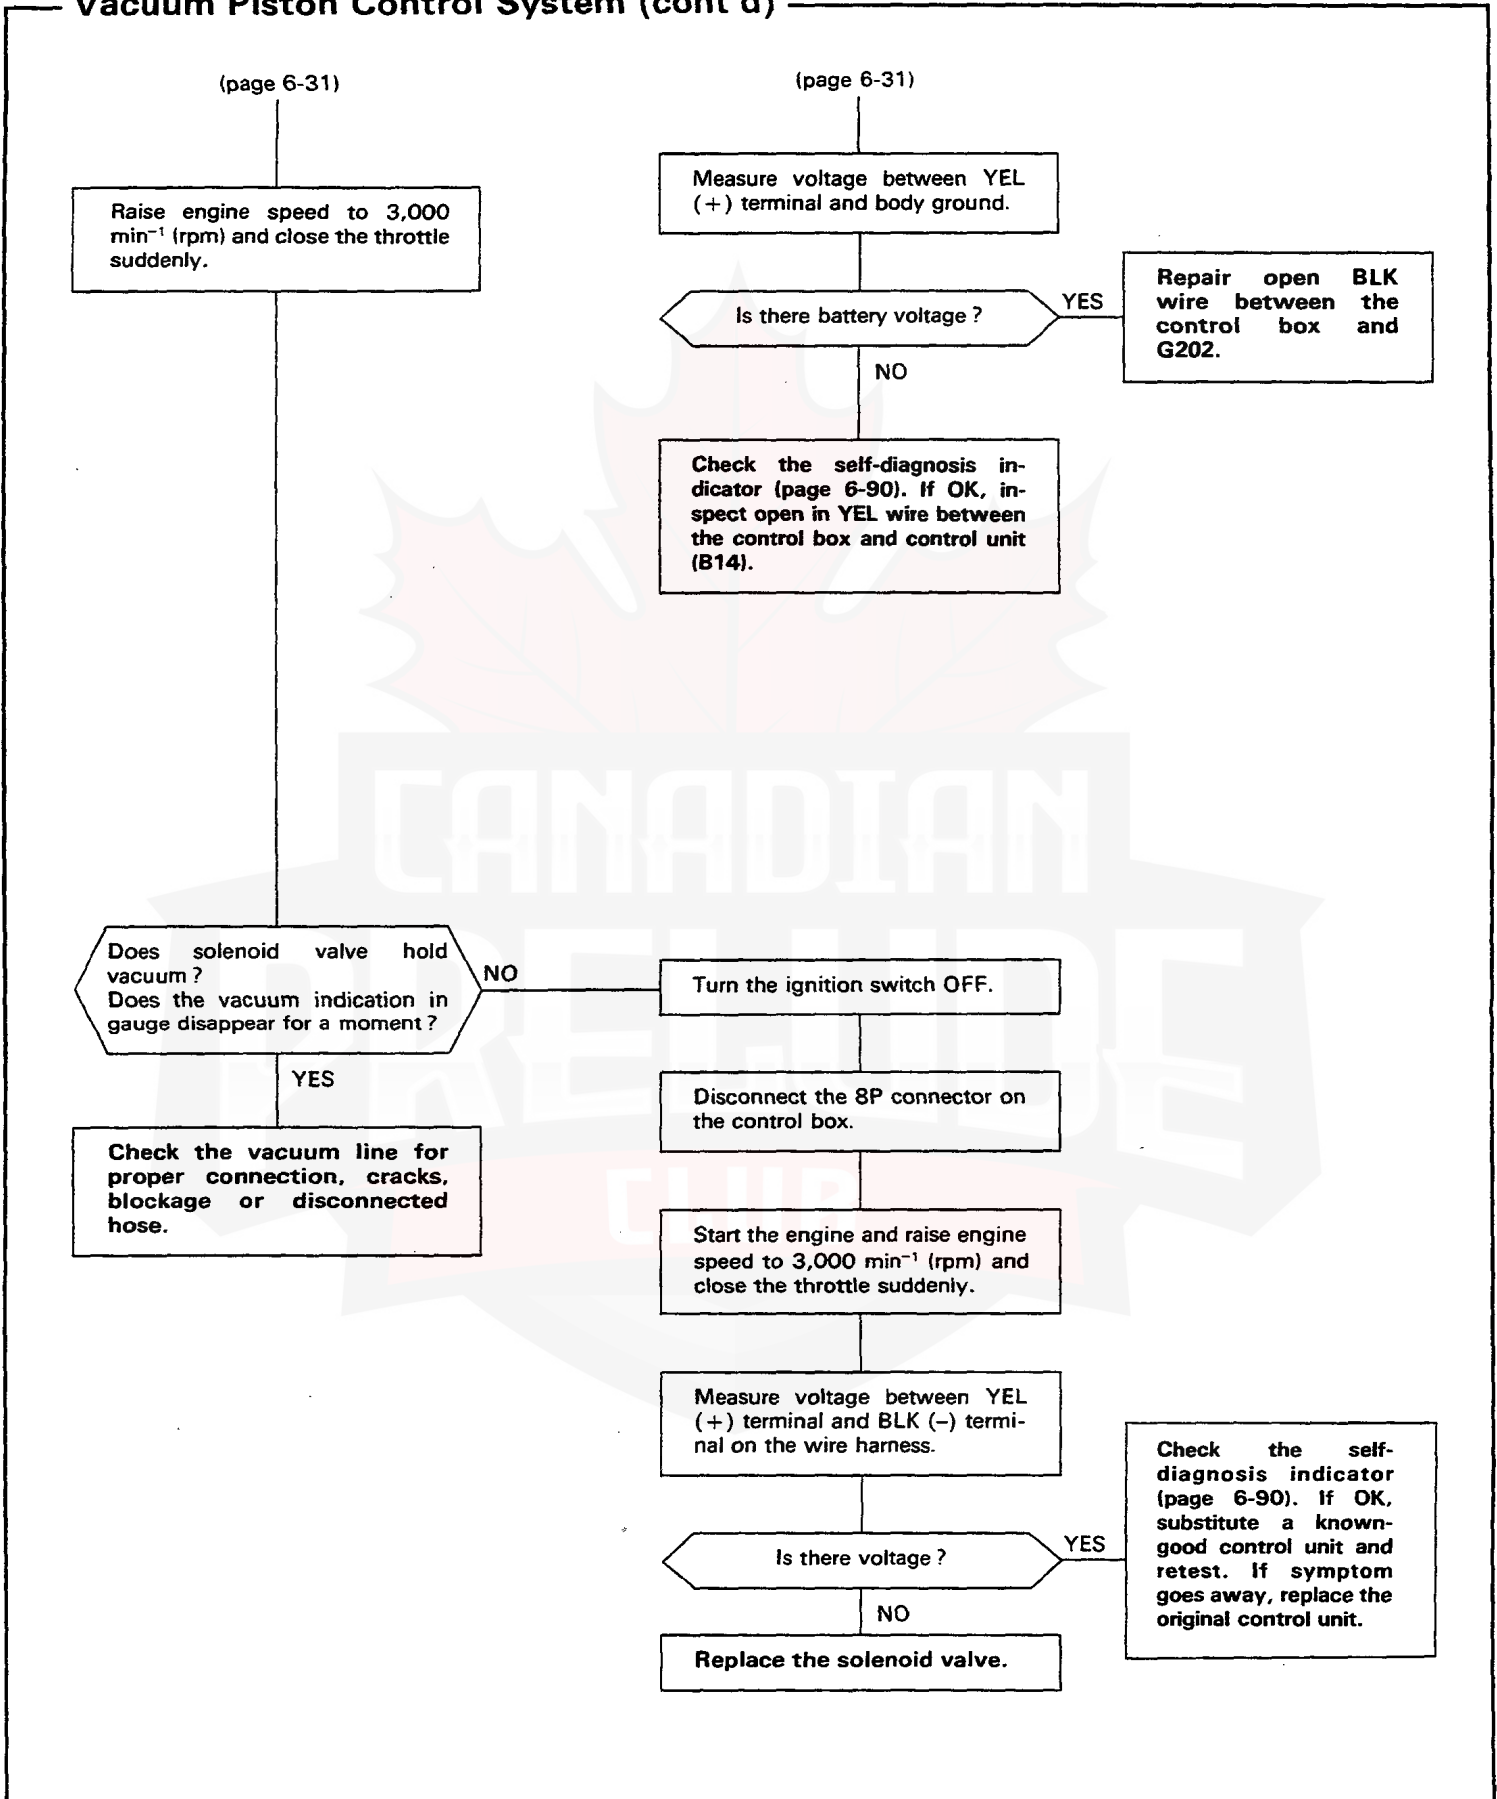 Vacuum Piston Control System (cont'd)
(page 6-31)
Raise engine speed to 3,000
min⁻¹ (rpm) and close the throttle
suddenly.
Does solenoid valve hold
vacuum?
Does the vacuum indication in
gauge disappear for a moment?
NO
YES
Check the vacuum line for
proper connection, cracks,
blockage or disconnected
hose.
(page 6-31)
Measure voltage between YEL
(+) terminal and body ground.
Is there battery voltage?
YES
Repair open BLK
wire between the
control box and
G202.
NO
Check the self-diagnosis in-
dicator (page 6-90). If OK, in-
spect open in YEL wire between
the control box and control unit
(B14).
Turn the ignition switch OFF.
Disconnect the 8P connector on
the control box.
Start the engine and raise engine
speed to 3,000 min⁻¹ (rpm) and
close the throttle suddenly.
Measure voltage between YEL
(+) terminal and BLK (–) termi-
nal on the wire harness.
Is there voltage?
YES
Check the self-
diagnosis indicator
(page 6-90). If OK,
substitute a known-
good control unit and
retest. If symptom
goes away, replace the
original control unit.
NO
Replace the solenoid valve.
CANADIAN
PRELUDE
CLUB